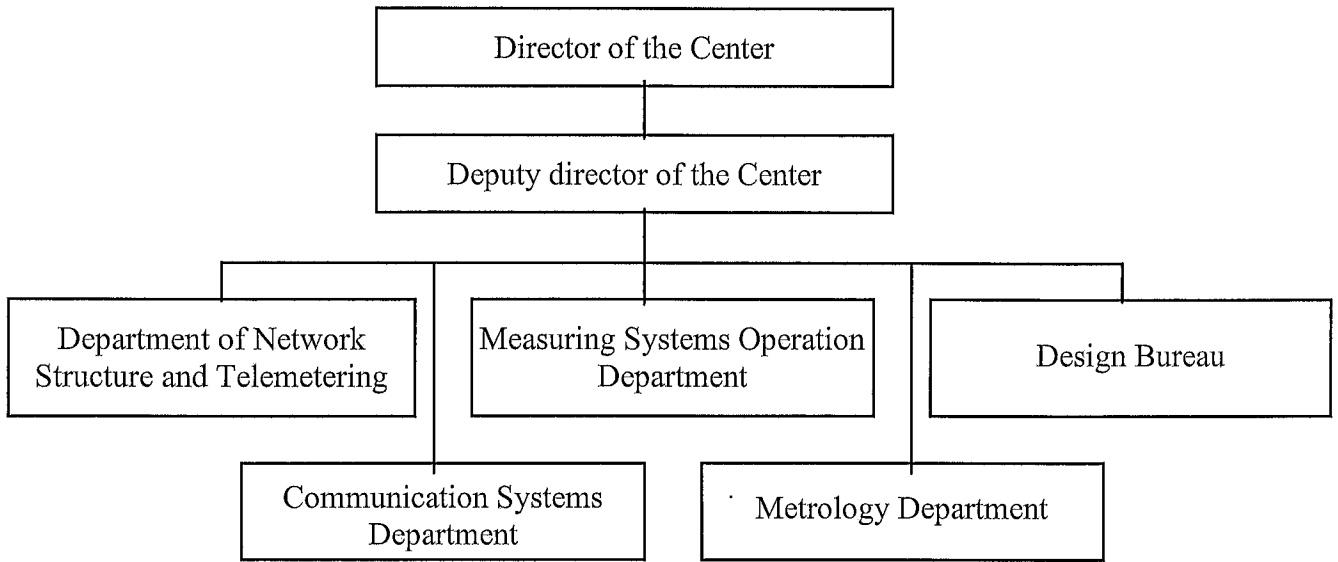 Director of the Center
Deputy director of the Center
Department of Network
Structure and Telemetering
Measuring Systems Operation
Department
Design Bureau
Communication Systems
Department
Metrology Department